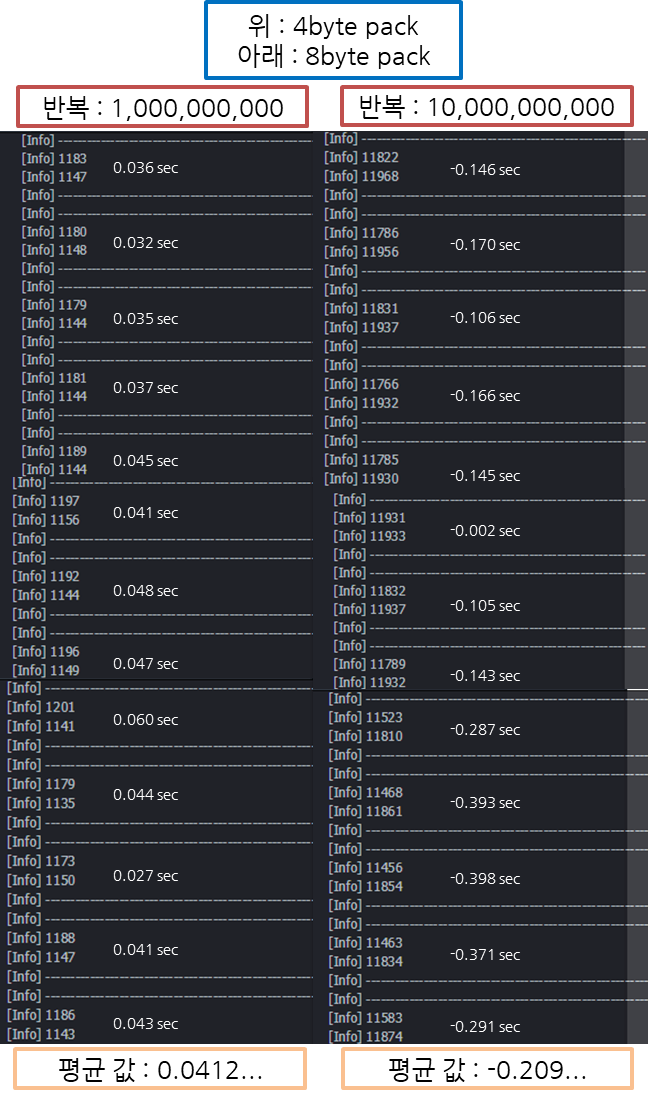 위 : 4byte pack
아래 : 8byte pack
반복 : 1,000,000,000
[Info] ----------------------------------------
[Info] 1183
0.036 sec
[Info] 1147
[Info] ----------------------------------------
[Info] ----------------------------------------
[Info] 1180
0.032 sec
[Info] 1148
[Info] ----------------------------------------
[Info] ----------------------------------------
[Info] 1179
0.035 sec
[Info] 1144
[Info] ----------------------------------------
[Info] ----------------------------------------
[Info] 1181
0.037 sec
[Info] 1144
[Info] ----------------------------------------
[Info] ----------------------------------------
[Info] 1189
0.045 sec
[Info] 1144
[Info] ----------------------------------------
[Info] 1197
0.041 sec
[Info] 1156
[Info] ----------------------------------------
[Info] ----------------------------------------
[Info] 1192
0.048 sec
[Info] 1144
[Info] ----------------------------------------
[Info] ----------------------------------------
[Info] 1196
0.047 sec
[Info] 1149
[Info] ----------------------------------------
[Info] 1201
0.060 sec
[Info] 1141
[Info] ----------------------------------------
[Info] ----------------------------------------
[Info] 1179
0.044 sec
[Info] 1135
[Info] ----------------------------------------
[Info] ----------------------------------------
[Info] 1173
0.027 sec
[Info] 1150
[Info] ----------------------------------------
[Info] ----------------------------------------
[Info] 1188
0.041 sec
[Info] 1147
[Info] ----------------------------------------
[Info] ----------------------------------------
[Info] 1186
0.043 sec
[Info] 1143
평균 값 : 0.0412...
반복 : 10,000,000,000
[Info] ----------------------------------------
[Info] 11822
-0.146 sec
[Info] 11968
[Info] ----------------------------------------
[Info] ----------------------------------------
[Info] 11786
-0.170 sec
[Info] 11956
[Info] ----------------------------------------
[Info] ----------------------------------------
[Info] 11831
-0.106 sec
[Info] 11937
[Info] ----------------------------------------
[Info] ----------------------------------------
[Info] 11766
-0.166 sec
[Info] 11932
[Info] ----------------------------------------
[Info] ----------------------------------------
[Info] 11785
-0.145 sec
[Info] 11930
[Info] ----------------------------------------
[Info] 11931
-0.002 sec
[Info] 11933
[Info] ----------------------------------------
[Info] ----------------------------------------
[Info] 11832
-0.105 sec
[Info] 11937
[Info] ----------------------------------------
[Info] ----------------------------------------
[Info] 11789
-0.143 sec
[Info] 11932
[Info] ----------------------------------------
[Info] 11523
-0.287 sec
[Info] 11810
[Info] ----------------------------------------
[Info] ----------------------------------------
[Info] 11468
-0.393 sec
[Info] 11861
[Info] ----------------------------------------
[Info] ----------------------------------------
[Info] 11456
-0.398 sec
[Info] 11854
[Info] ----------------------------------------
[Info] ----------------------------------------
[Info] 11463
-0.371 sec
[Info] 11834
[Info] ----------------------------------------
[Info] ----------------------------------------
[Info] 11583
-0.291 sec
[Info] 11874
평균 값 : -0.209...